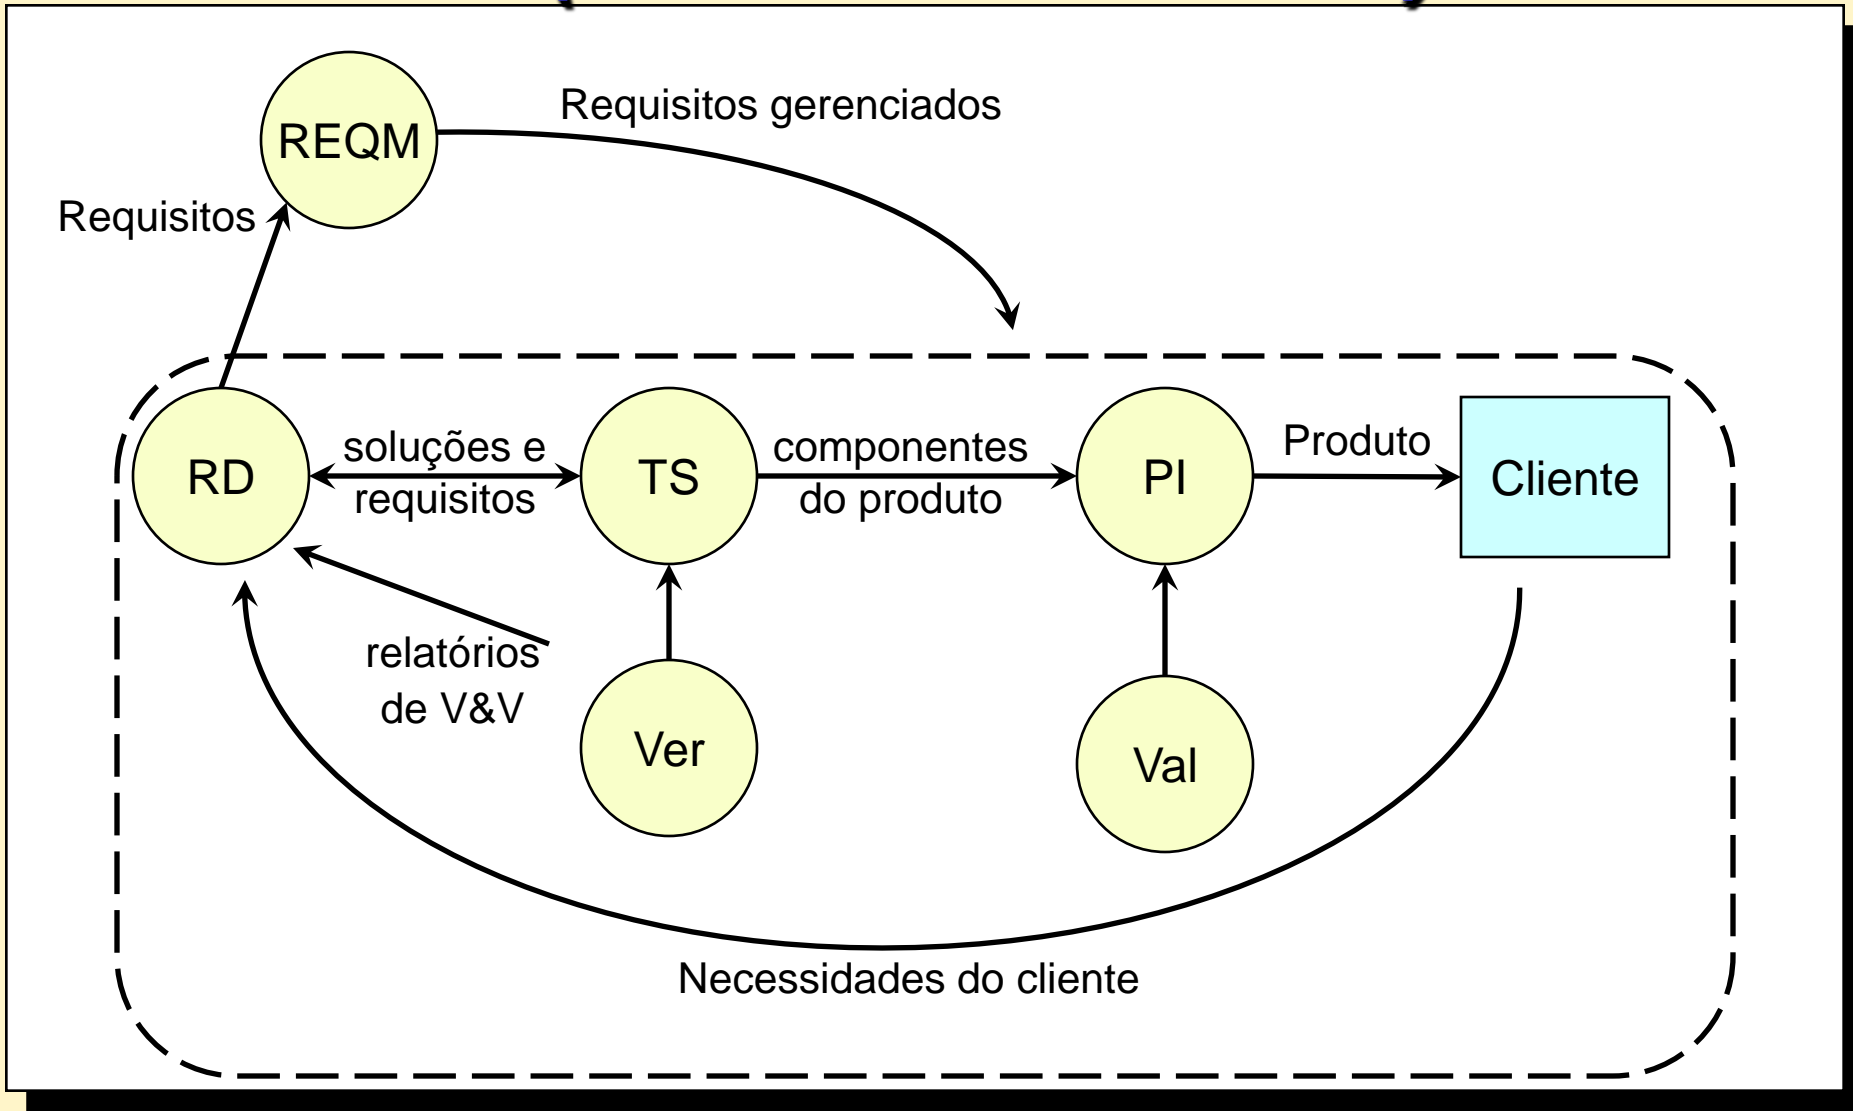 REQM
Requisitos gerenciados
Requisitos
RD
soluções e
requisitos
TS
componentes
do produto
PI
Produto
Cliente
relatórios
de V&V
Ver
Val
Necessidades do cliente